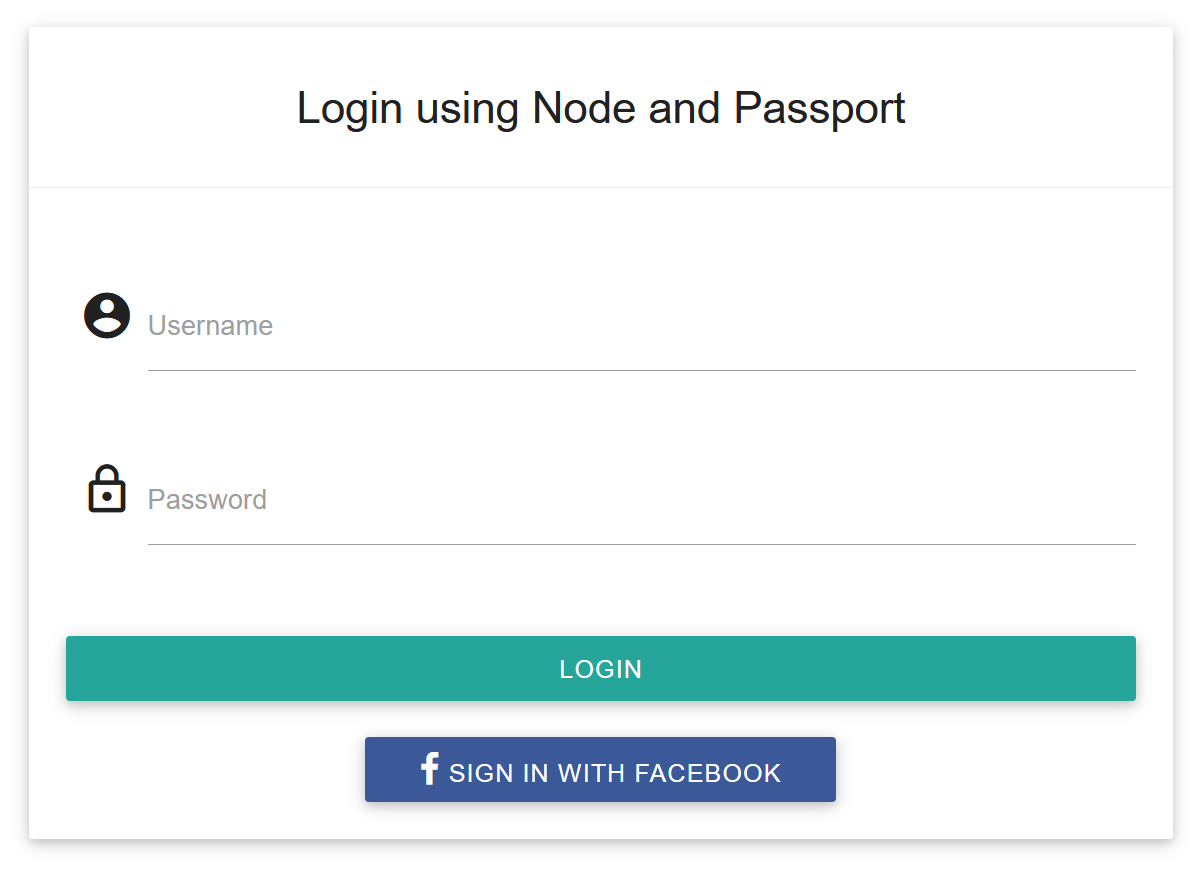 Login using Node and Passport
Username
Password
LOGIN
SIGN IN WITH FACEBOOK